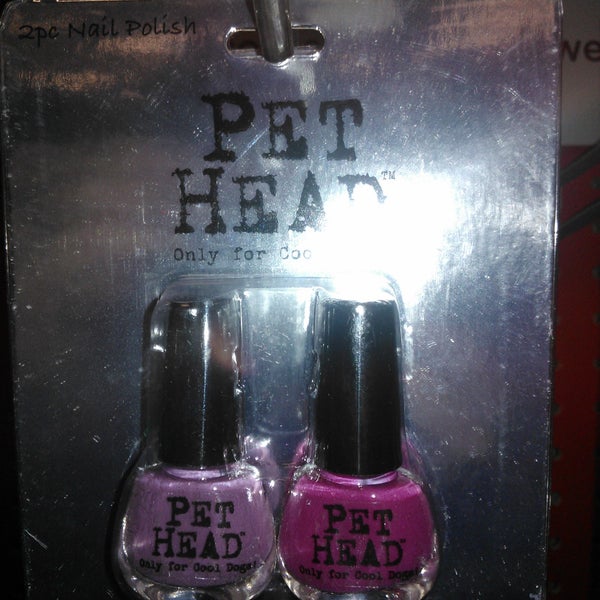 2pc Nail Polish
PET
HEAD™
Only for Coo
PET
HEAD™
Only for Cool Dogs!
PET
HEAD™
Only for Cool Dogs!
we